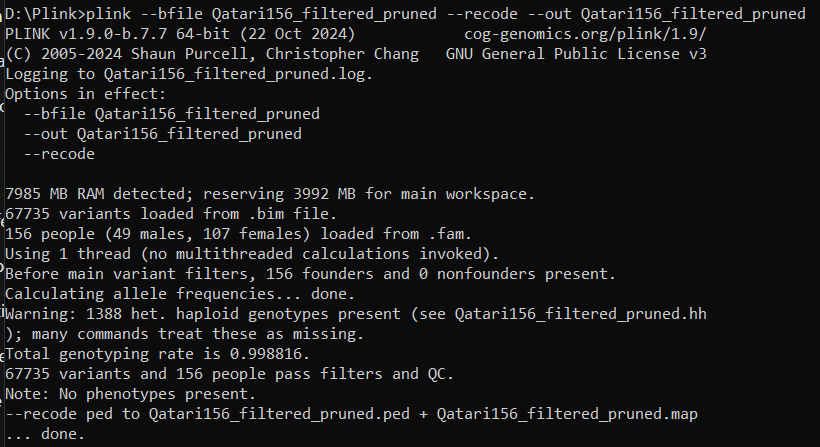 D:\Plink>plink --bfile Qatari156_filtered_pruned --recode --out Qatari156_filtered_pruned
PLINK v1.9.0-b.7.7 64-bit (22 Oct 2024)            cog-genomics.org/plink/1.9/
(C) 2005-2024 Shaun Purcell, Christopher Chang   GNU General Public License v3
Logging to Qatari156_filtered_pruned.log.
Options in effect:
  --bfile Qatari156_filtered_pruned
  --out Qatari156_filtered_pruned
  --recode

7985 MB RAM detected; reserving 3992 MB for main workspace.
67735 variants loaded from .bim file.
156 people (49 males, 107 females) loaded from .fam.
Using 1 thread (no multithreaded calculations invoked).
Before main variant filters, 156 founders and 0 nonfounders present.
Calculating allele frequencies... done.
Warning: 1388 het. haploid genotypes present (see Qatari156_filtered_pruned.hh
); many commands treat these as missing.
Total genotyping rate is 0.998816.
67735 variants and 156 people pass filters and QC.
Note: No phenotypes present.
--recode ped to Qatari156_filtered_pruned.ped + Qatari156_filtered_pruned.map
... done.